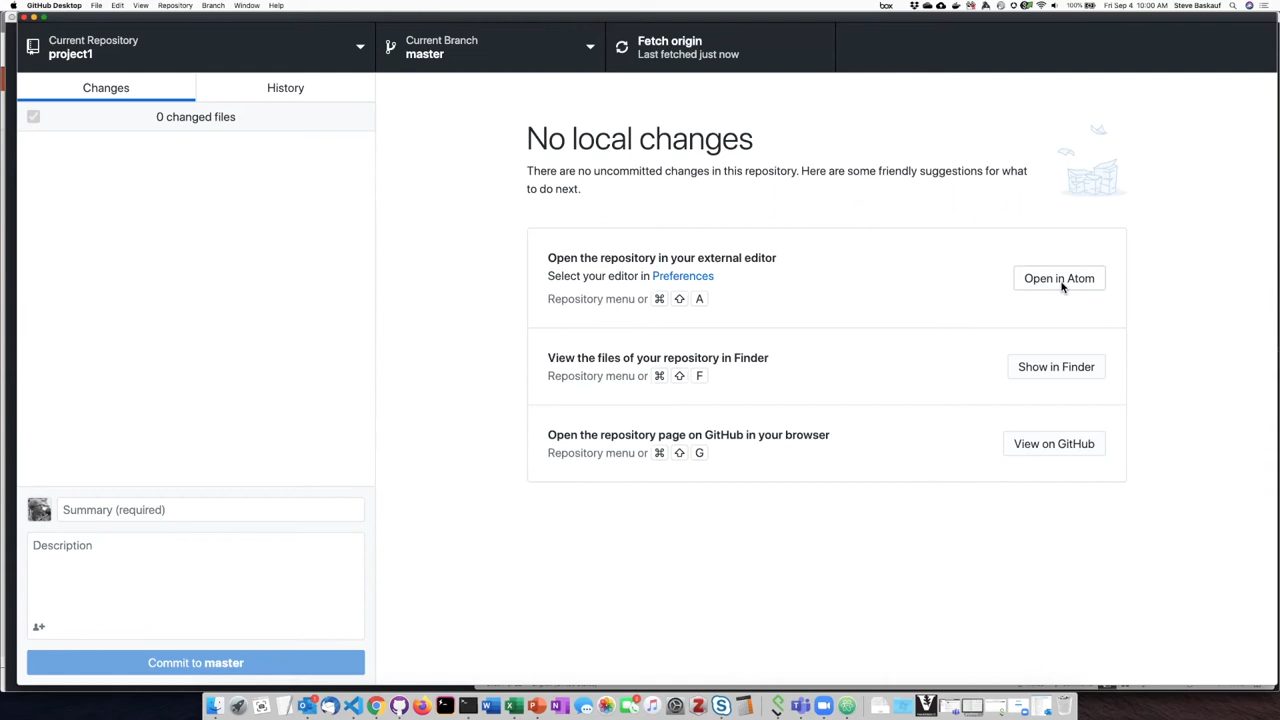 GitHub Desktop File Edit View Repository Branch Window Help
box 100% Fri Sep 4 10:00 AM Steve Baskauf
Current Repository
project1
Current Branch
master
Fetch origin
Last fetched just now
Changes
History
0 changed files
No local changes
There are no uncommitted changes in this repository. Here are some friendly suggestions for what
to do next.
Open the repository in your external editor
Select your editor in Preferences
Repository menu or ⌘ ⇧ A
Open in Atom
View the files of your repository in Finder
Repository menu or ⌘ ⇧ F
Show in Finder
Open the repository page on GitHub in your browser
Repository menu or ⌘ ⇧ G
View on GitHub
Summary (required)
Description
Commit to master